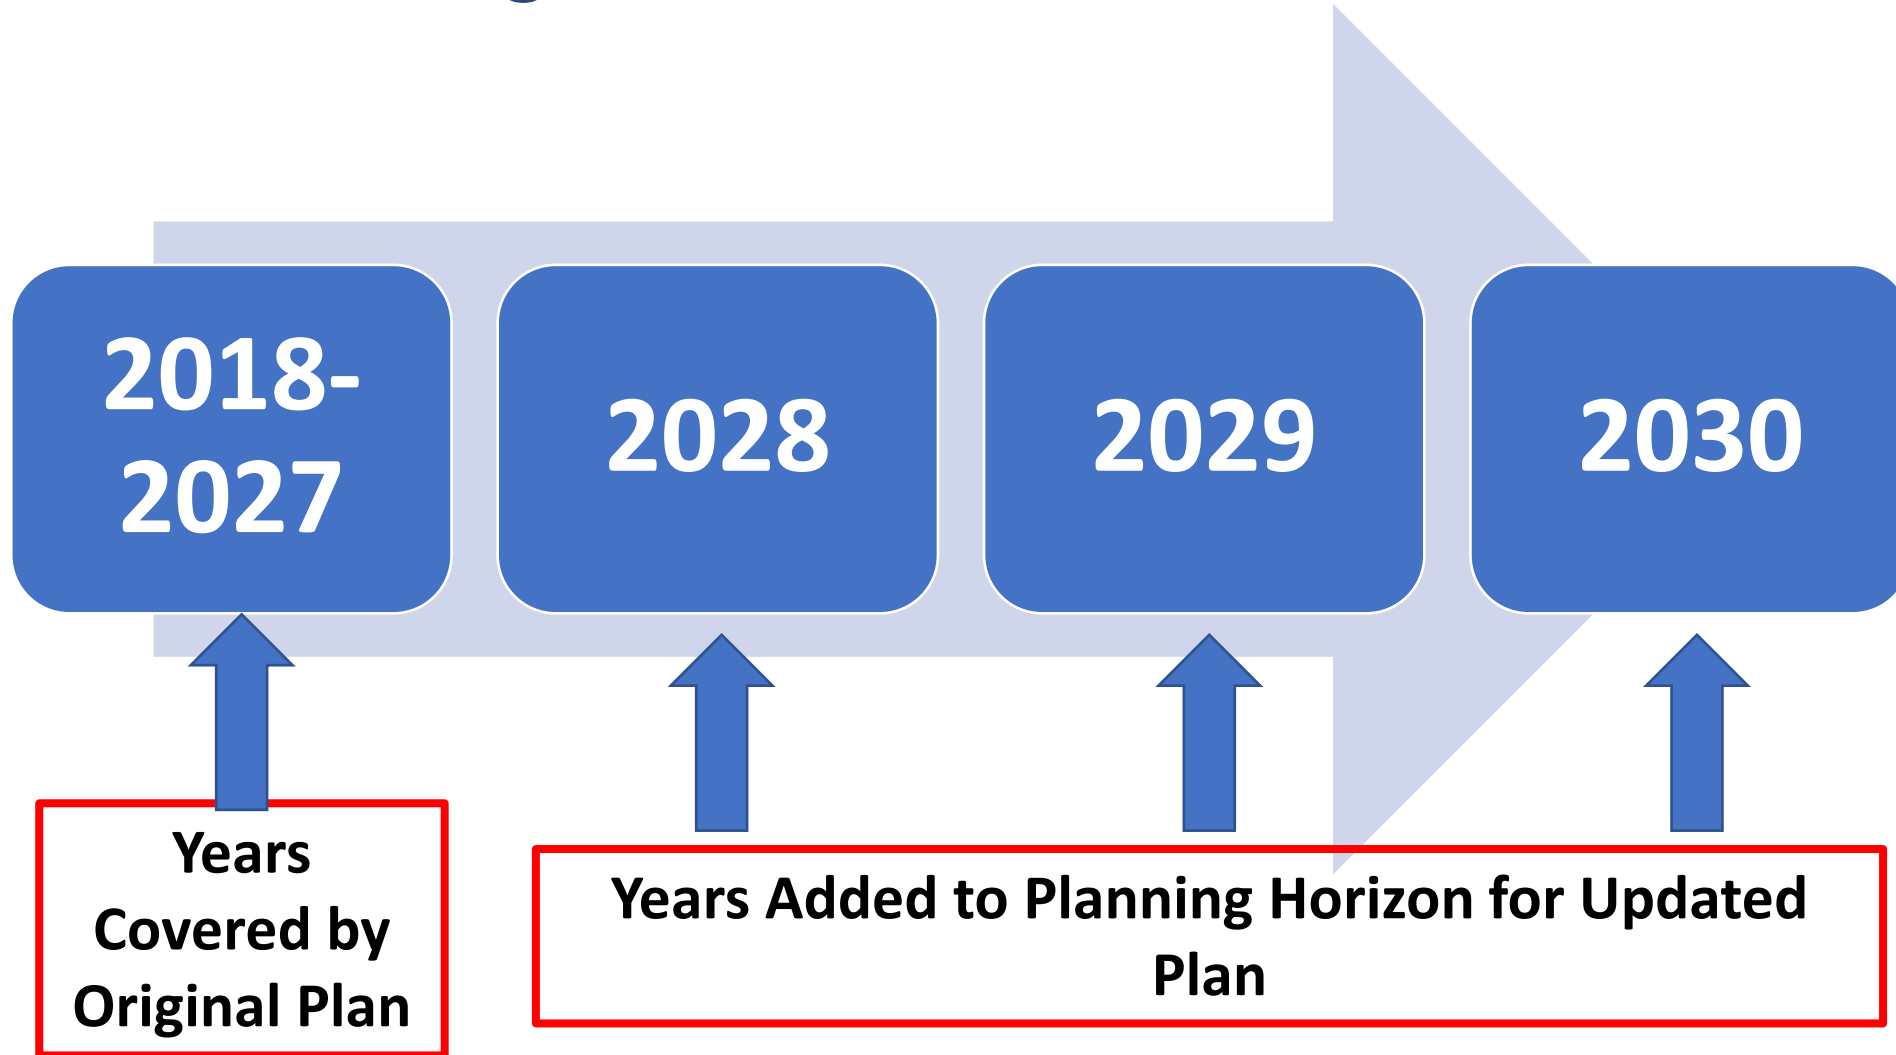 2018-
2027
2028
2029
2030
Years
Covered by
Original Plan
Years Added to Planning Horizon for Updated
Plan